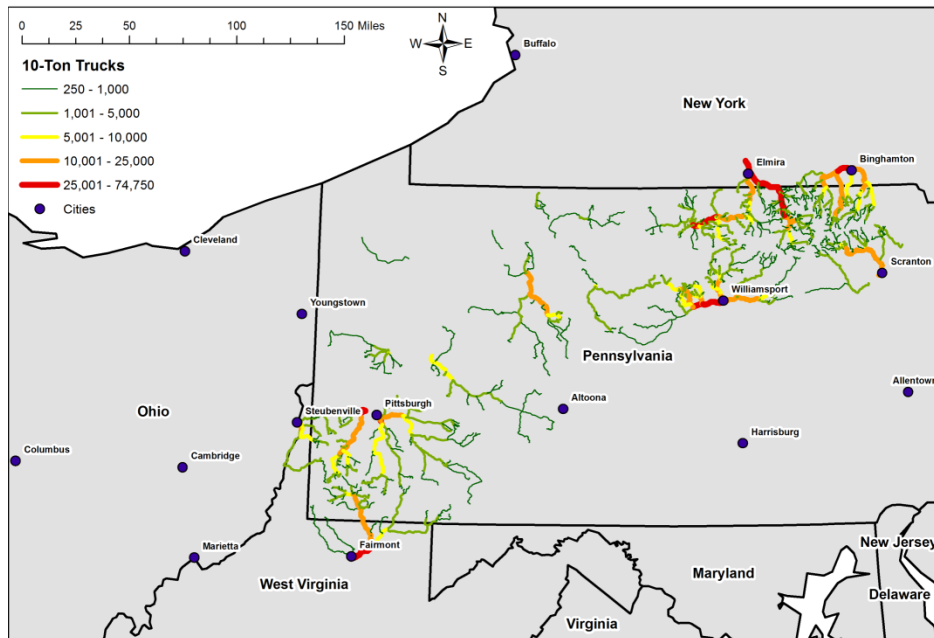 0 25 50 100 150 Miles
N
W E
S
10-Ton Trucks
250 - 1,000
1,001 - 5,000
5,001 - 10,000
10,001 - 25,000
25,001 - 74,750
Cities
Buffalo
New York
Elmira
Binghamton
Cleveland
Scranton
Youngstown
Williamsport
Pennsylvania
Allentown
Ohio
Steubenville
Pittsburgh
Altoona
Columbus
Cambridge
Harrisburg
Marietta
Fairmont
New Jersey
West Virginia
Maryland
Delaware
Virginia